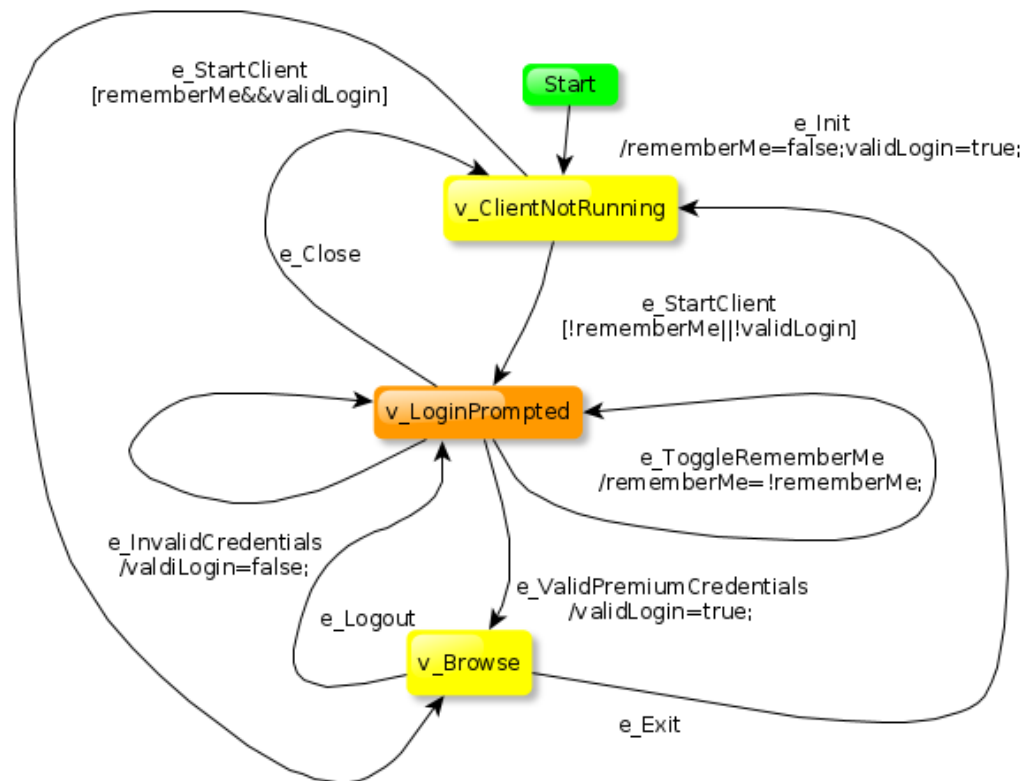 e_StartClient
[rememberMe&&validLogin]
Start
e_Init
/rememberMe=false;validLogin=true;
v_ClientNotRunning
e_Close
e_StartClient
[!rememberMe||!validLogin]
v_LoginPrompted
e_ToggleRememberMe
/rememberMe=!rememberMe;
e_InvalidCredentials
/valdiLogin=false;
e_ValidPremiumCredentials
/validLogin=true;
e_Logout
v_Browse
e_Exit